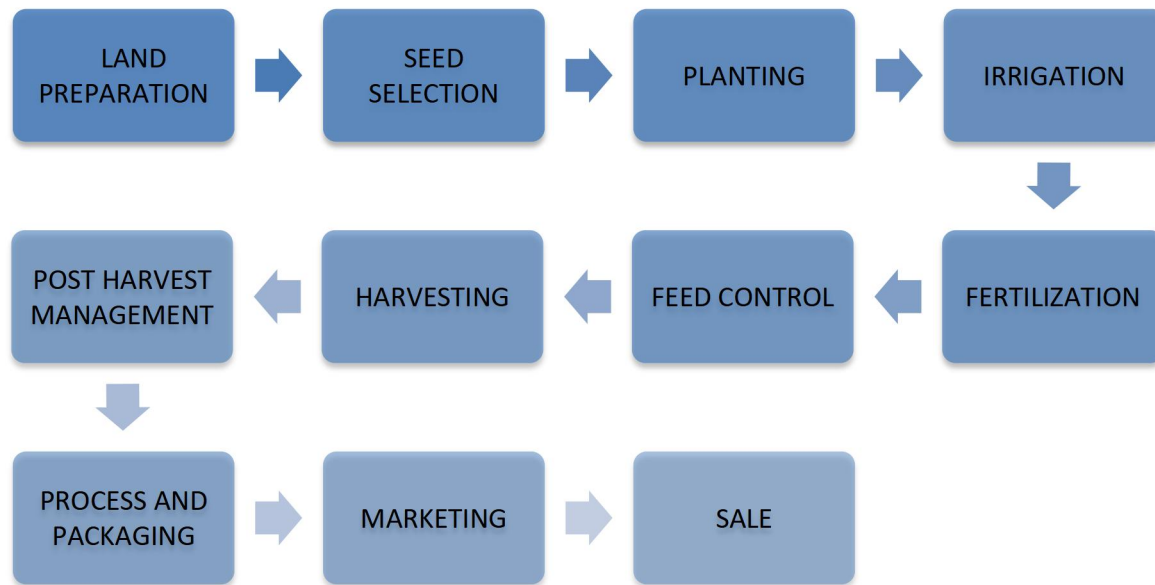 LAND
PREPARATION
SEED
SELECTION
PLANTING
IRRIGATION
FERTILIZATION
FEED CONTROL
HARVESTING
POST HARVEST
MANAGEMENT
PROCESS AND
PACKAGING
MARKETING
SALE